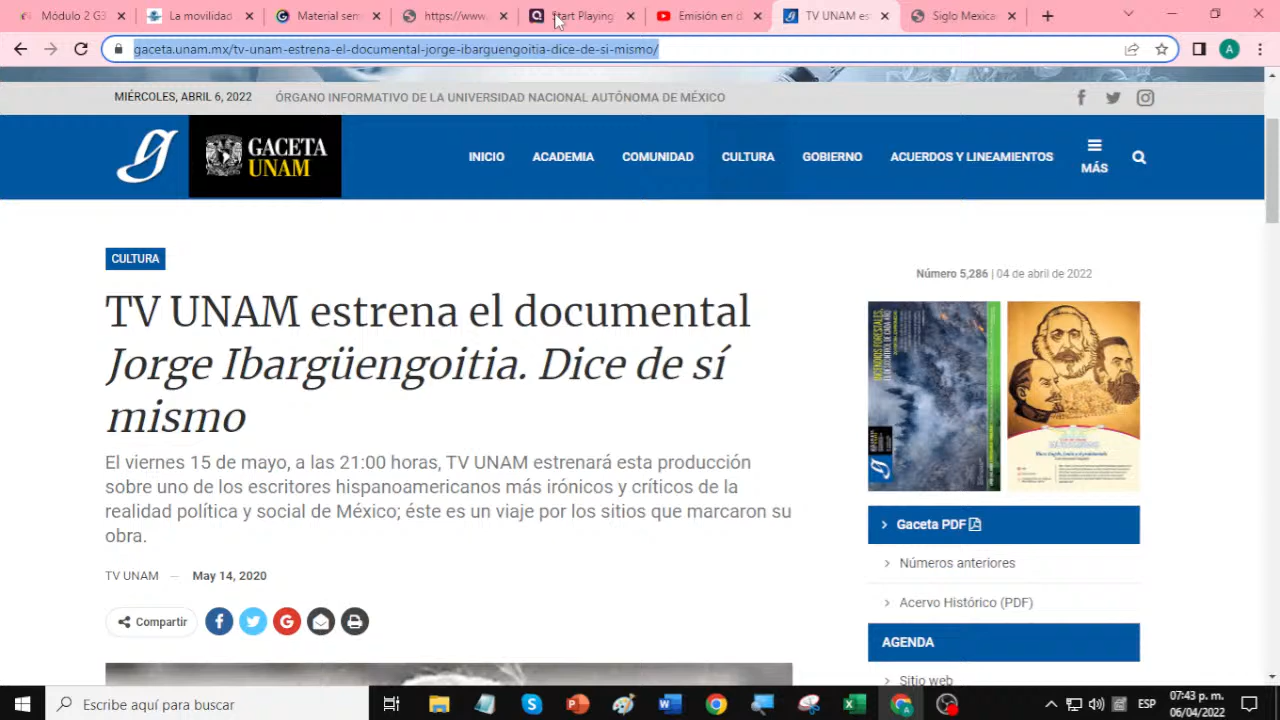 Módulo 2 G3
La movilidad
Material sem
https://www.
Start Playing
Emisión en d
TV UNAM es
Siglo Mexica
gaceta.unam.mx/tv-unam-estrena-el-documental-jorge-ibarguengoitia-dice-de-si-mismo/
A
MIÉRCOLES, ABRIL 6, 2022
ÓRGANO INFORMATIVO DE LA UNIVERSIDAD NACIONAL AUTÓNOMA DE MÉXICO
g
GACETA
UNAM
INICIO
ACADEMIA
COMUNIDAD
CULTURA
GOBIERNO
ACUERDOS Y LINEAMIENTOS
MÁS
CULTURA
TV UNAM estrena el documental
Jorge Ibargüengoitia. Dice de sí
mismo
El viernes 15 de mayo, a las 21 horas, TV UNAM estrenará esta producción
sobre uno de los escritores hispanoamericanos más irónicos y críticos de la
realidad política y social de México; éste es un viaje por los sitios que marcaron su
obra.
TV UNAM — May 14, 2020
Compartir
Número 5,286 | 04 de abril de 2022
Gaceta PDF
Números anteriores
Acervo Histórico (PDF)
AGENDA
Sitio web
Escribe aquí para buscar
ESP
07:43 p. m.
06/04/2022